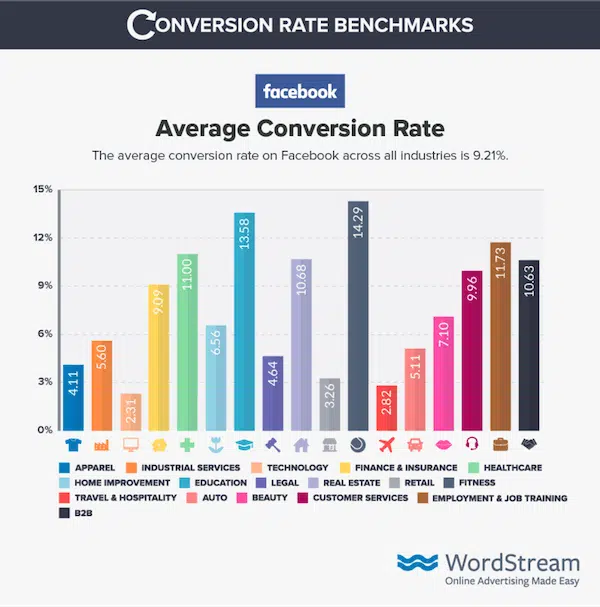 CONVERSION RATE BENCHMARKS
facebook
Average Conversion Rate
The average conversion rate on Facebook across all industries is 9.21%.
15%
12%
9%
6%
3%
0%
4.11
5.60
2.31
9.09
11.00
6.56
13.58
4.64
10.68
3.26
14.29
2.82
5.11
7.10
9.96
11.73
10.63
APPAREL INDUSTRIAL SERVICES TECHNOLOGY FINANCE & INSURANCE HEALTHCARE
HOME IMPROVEMENT EDUCATION LEGAL REAL ESTATE RETAIL FITNESS
TRAVEL & HOSPITALITY AUTO BEAUTY CUSTOMER SERVICES EMPLOYMENT & JOB TRAINING
B2B
WordStream
Online Advertising Made Easy